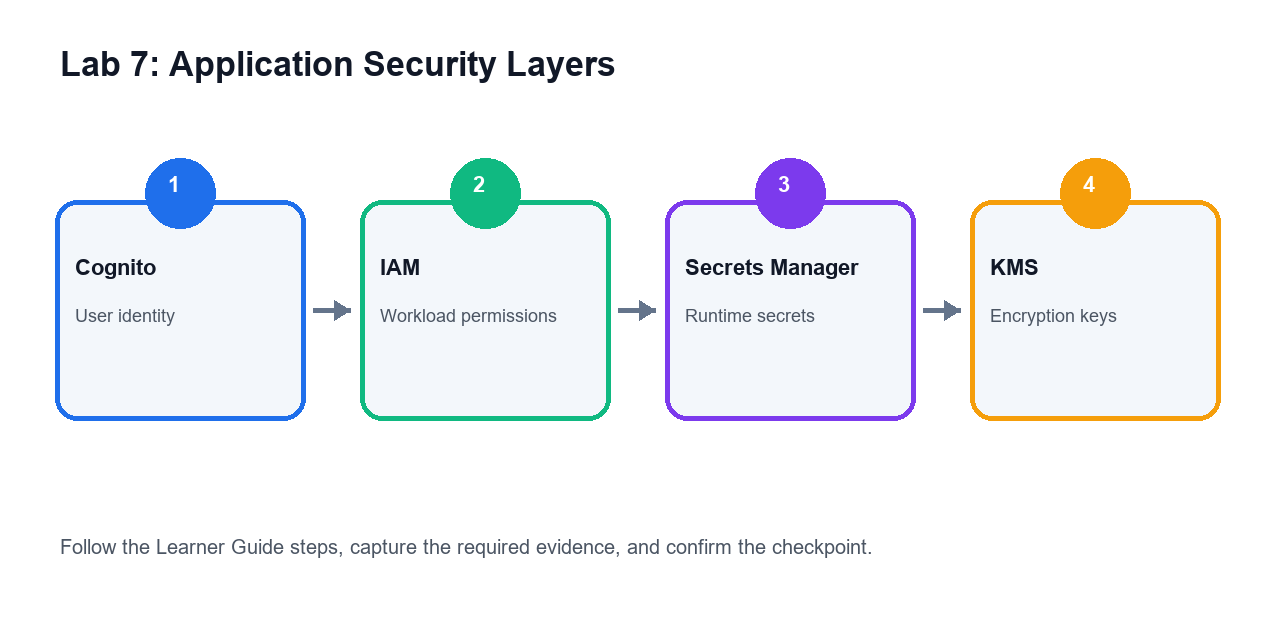 Lab 7: Application Security Layers
1
2
3
4
Cognito
User identity
IAM
Workload permissions
Secrets Manager
Runtime secrets
KMS
Encryption keys
Follow the Learner Guide steps, capture the required evidence, and confirm the checkpoint.